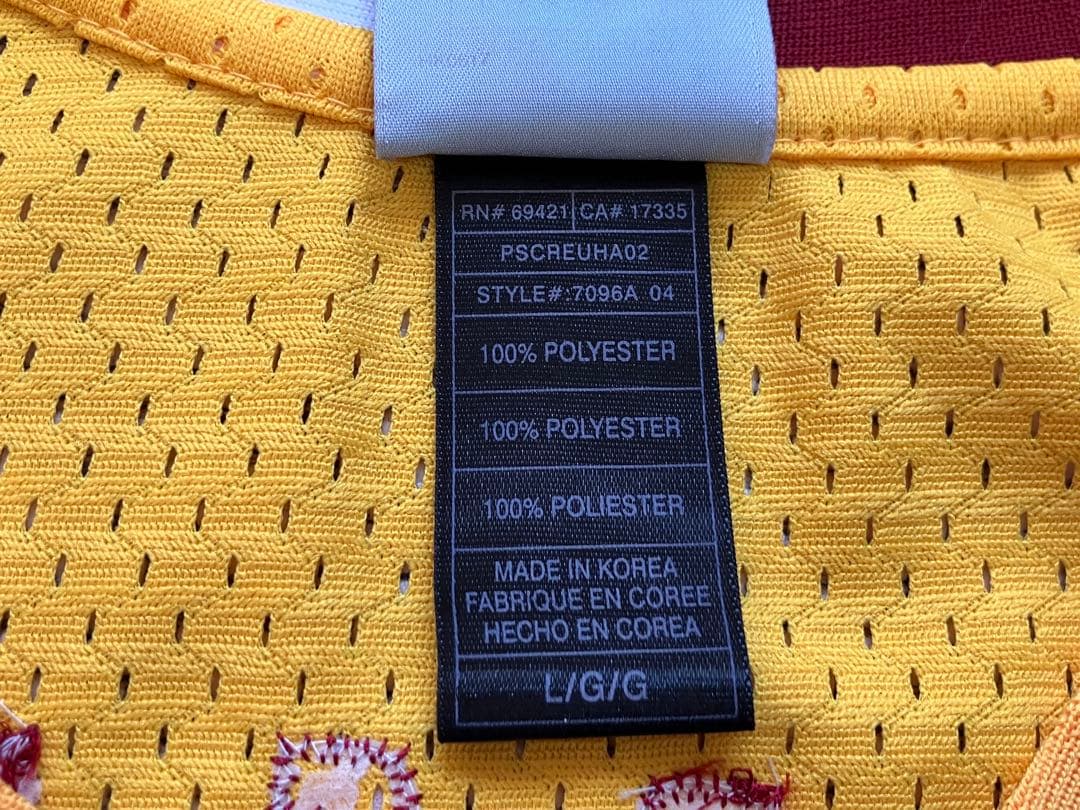 RN# 69421 CA# 17335
PSCREUHA02
STYLE#:7096A 04
100% POLYESTER
100% POLYESTER
100% POLIESTER
MADE IN KOREA
FABRIQUE EN COREE
HECHO EN COREA
L/G/G